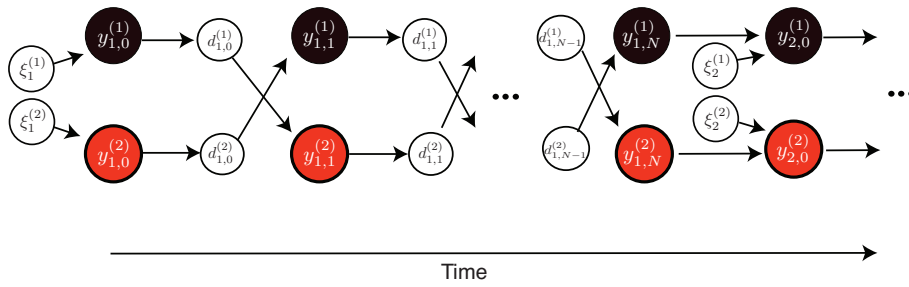 y_{1,0}^{(1)} d_{1,0}^{(1)} y_{1,1}^{(1)} d_{1,1}^{(1)} d_{1,N-1}^{(1)} y_{1,N}^{(1)} y_{2,0}^{(1)}
ξ_1^{(1)} ξ_2^{(1)}
... ...
ξ_1^{(2)} ξ_2^{(2)}
y_{1,0}^{(2)} d_{1,0}^{(2)} y_{1,1}^{(2)} d_{1,1}^{(2)} d_{1,N-1}^{(2)} y_{1,N}^{(2)} y_{2,0}^{(2)}
Time